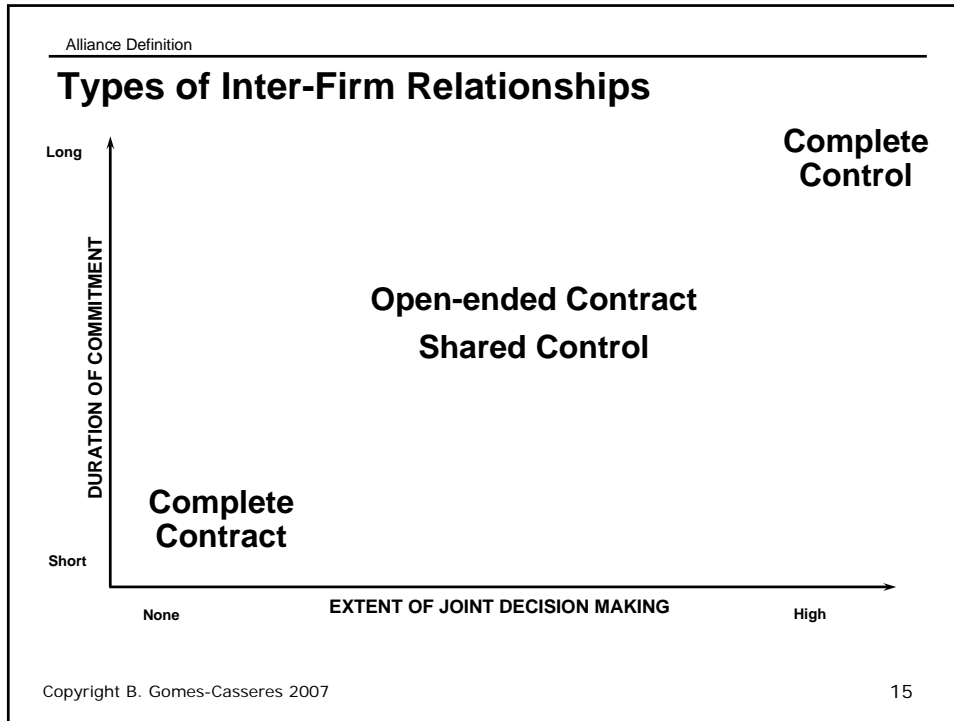 Alliance Definition
Types of Inter-Firm Relationships
Long
Complete
Control
DURATION OF COMMITMENT
Open-ended Contract
Shared Control
Complete
Contract
Short
None
EXTENT OF JOINT DECISION MAKING
High
Copyright B. Gomes-Casseres 2007
15